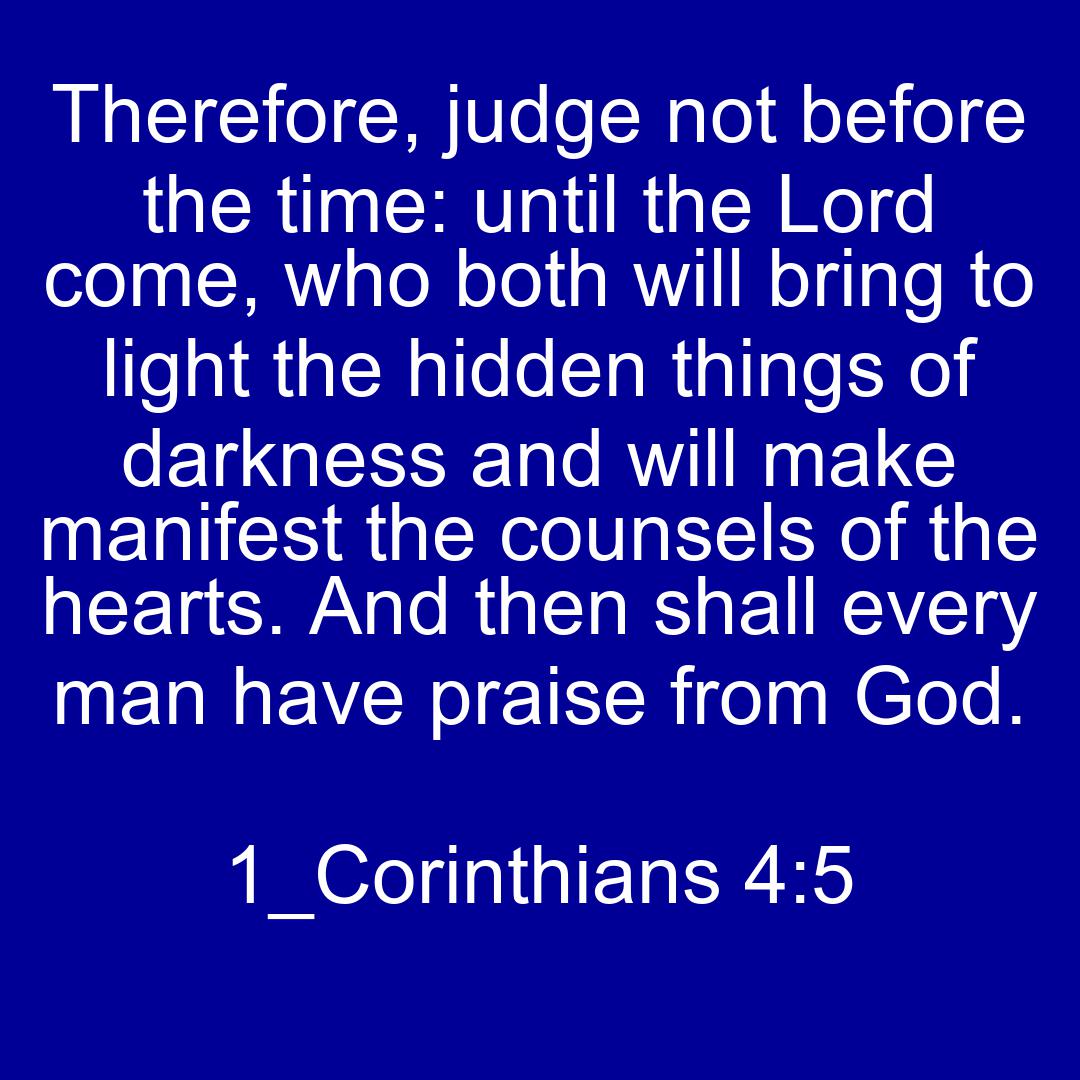 Therefore, judge not before
the time: until the Lord
come, who both will bring to
light the hidden things of
darkness and will make
manifest the counsels of the
hearts. And then shall every
man have praise from God.
1_Corinthians 4:5